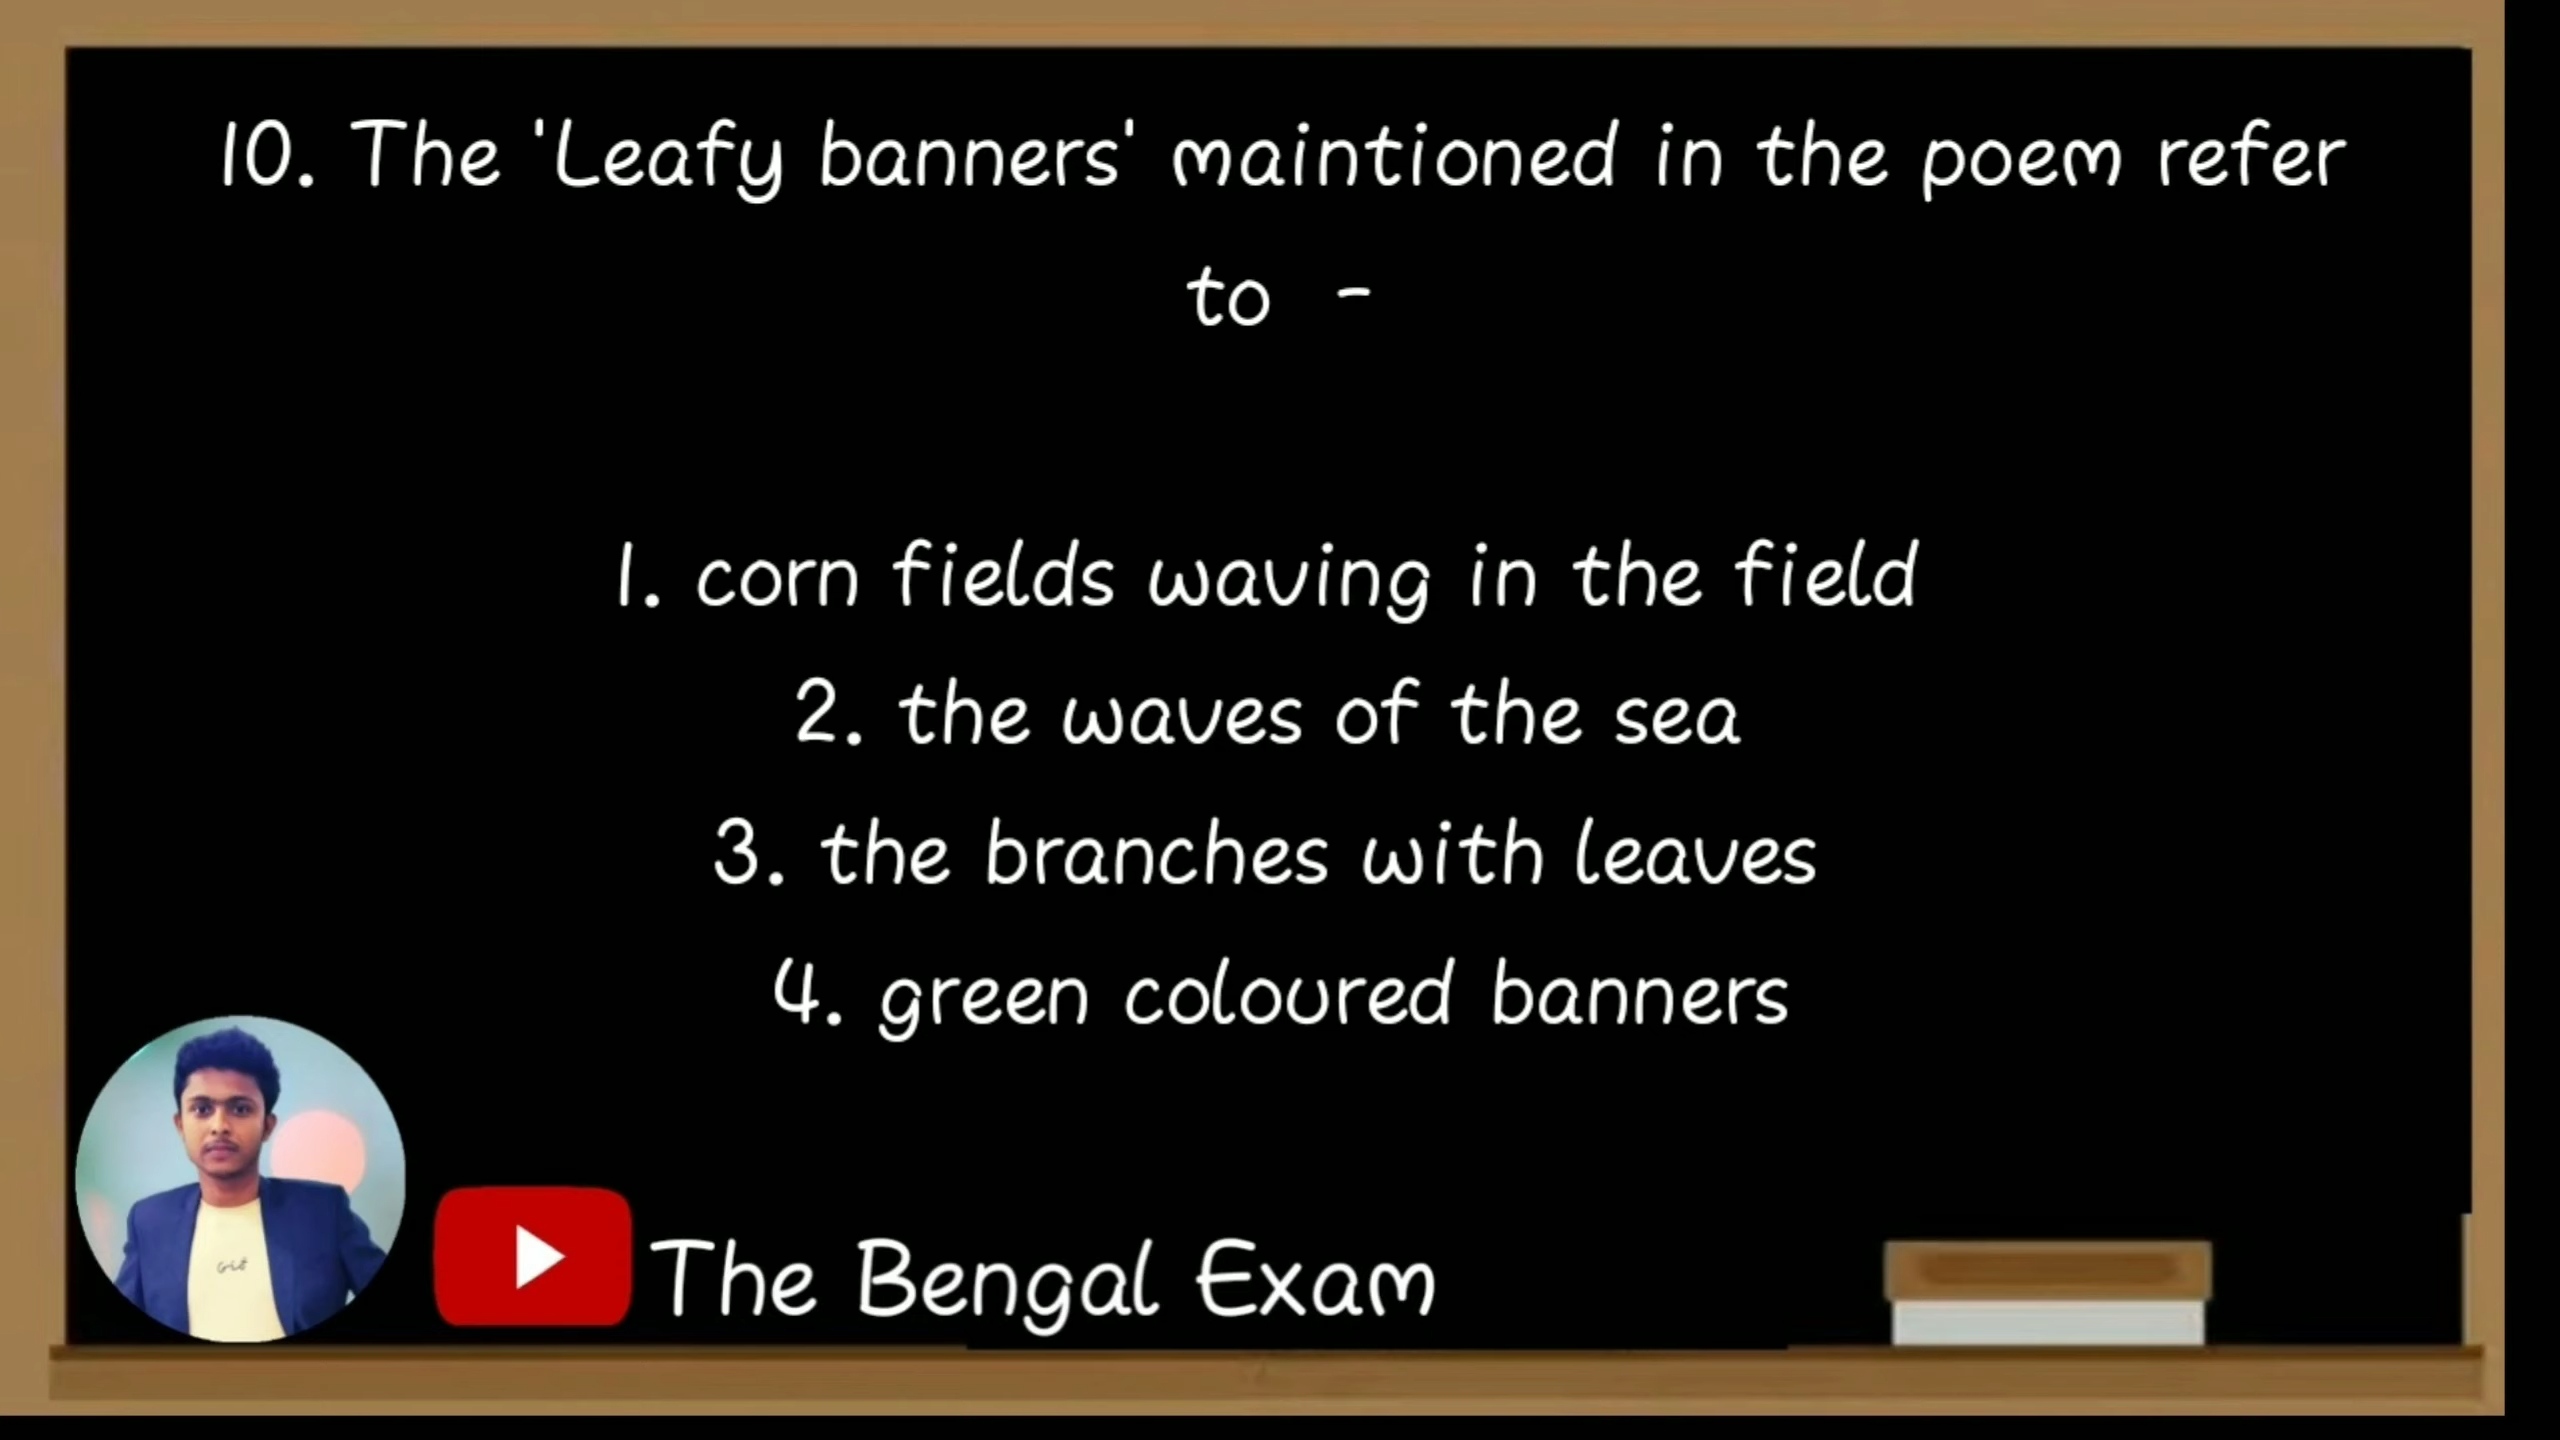 10. The 'Leafy banners' maintioned in the poem refer
to -
1. corn fields waving in the field
2. the waves of the sea
3. the branches with leaves
4. green coloured banners
The Bengal Exam